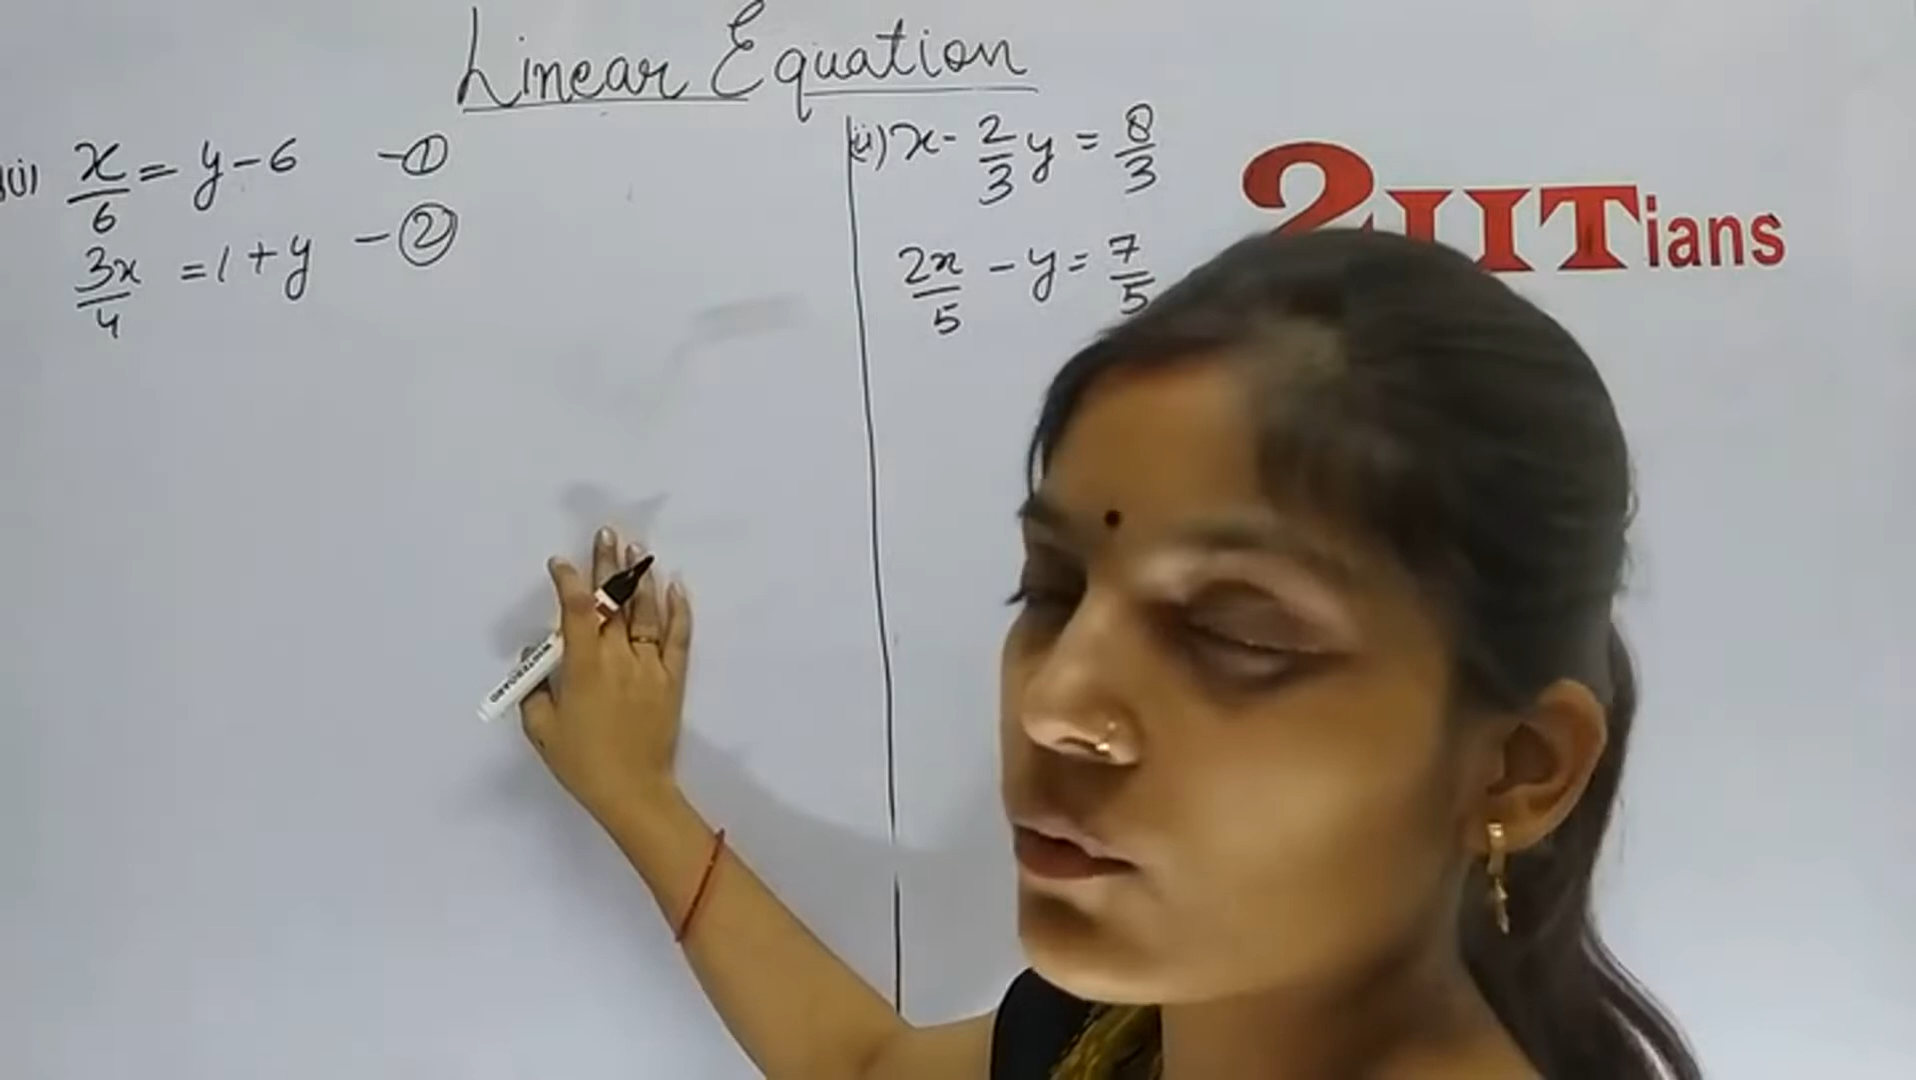 Linear Equation
x/6 = y - 6 - ①
3x/4 = 1 + y - ②
ii) x - 2/3 y = 8/3
2x/5 - y = 7/5
2IITians
WHITEBOARD